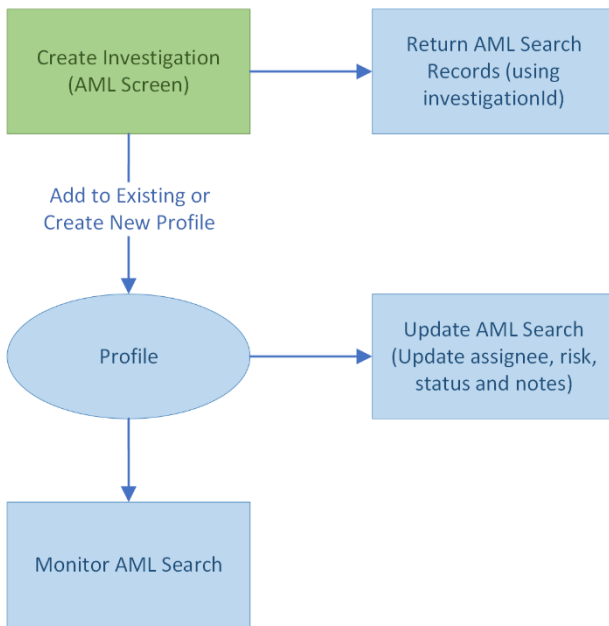 Create Investigation
(AML Screen)
Return AML Search
Records (using
investigationId)
Add to Existing or
Create New Profile
Profile
Update AML Search
(Update assignee, risk,
status and notes)
Monitor AML Search